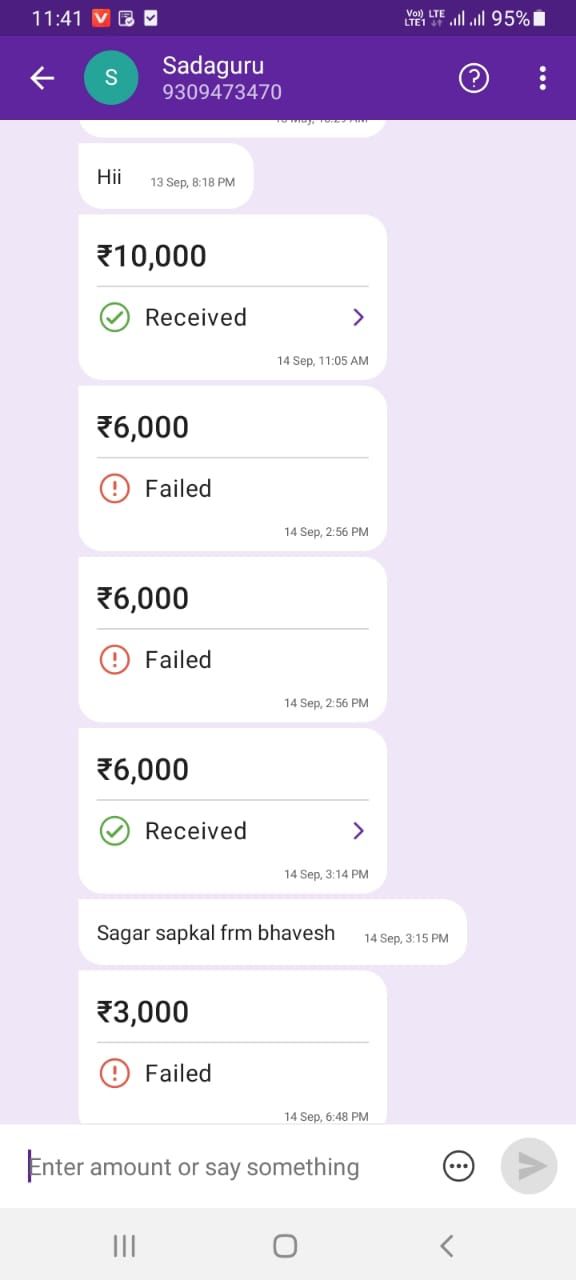 11:41
Vo)) LTE
LTE1
95%
S
Sadaguru
9309473470
?
Hii
13 Sep, 8:18 PM
₹10,000
Received
14 Sep, 11:05 AM
₹6,000
Failed
14 Sep, 2:56 PM
₹6,000
Failed
14 Sep, 2:56 PM
₹6,000
Received
14 Sep, 3:14 PM
Sagar sapkal frm bhavesh
14 Sep, 3:15 PM
₹3,000
Failed
14 Sep, 6:48 PM
Enter amount or say something